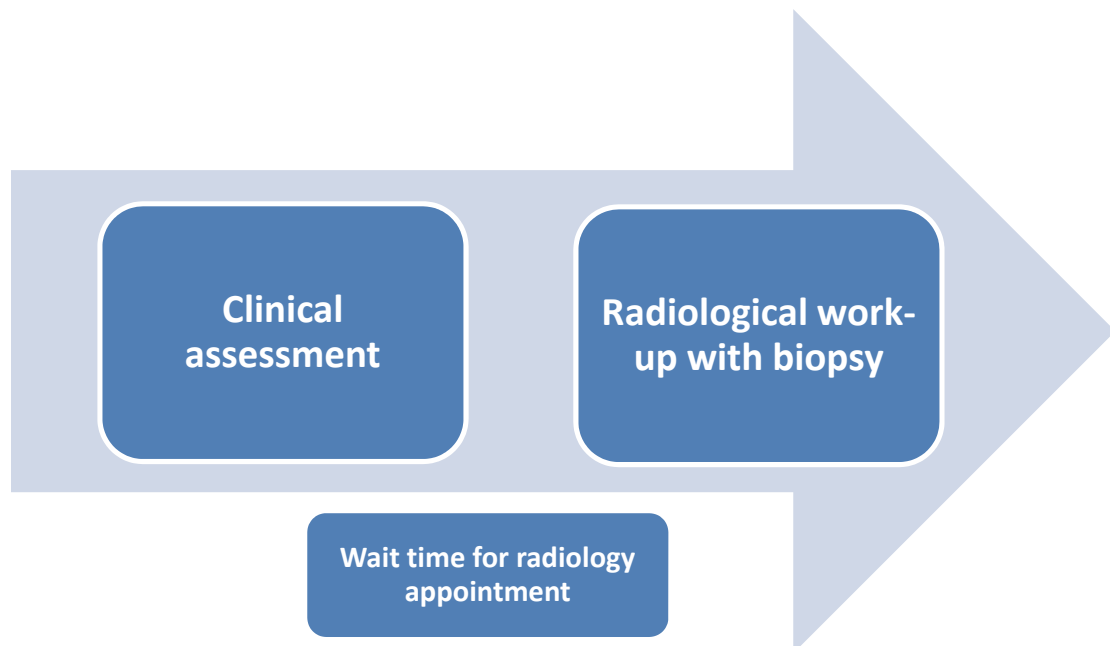 Clinical
assessment
Radiological work-
up with biopsy
Wait time for radiology
appointment